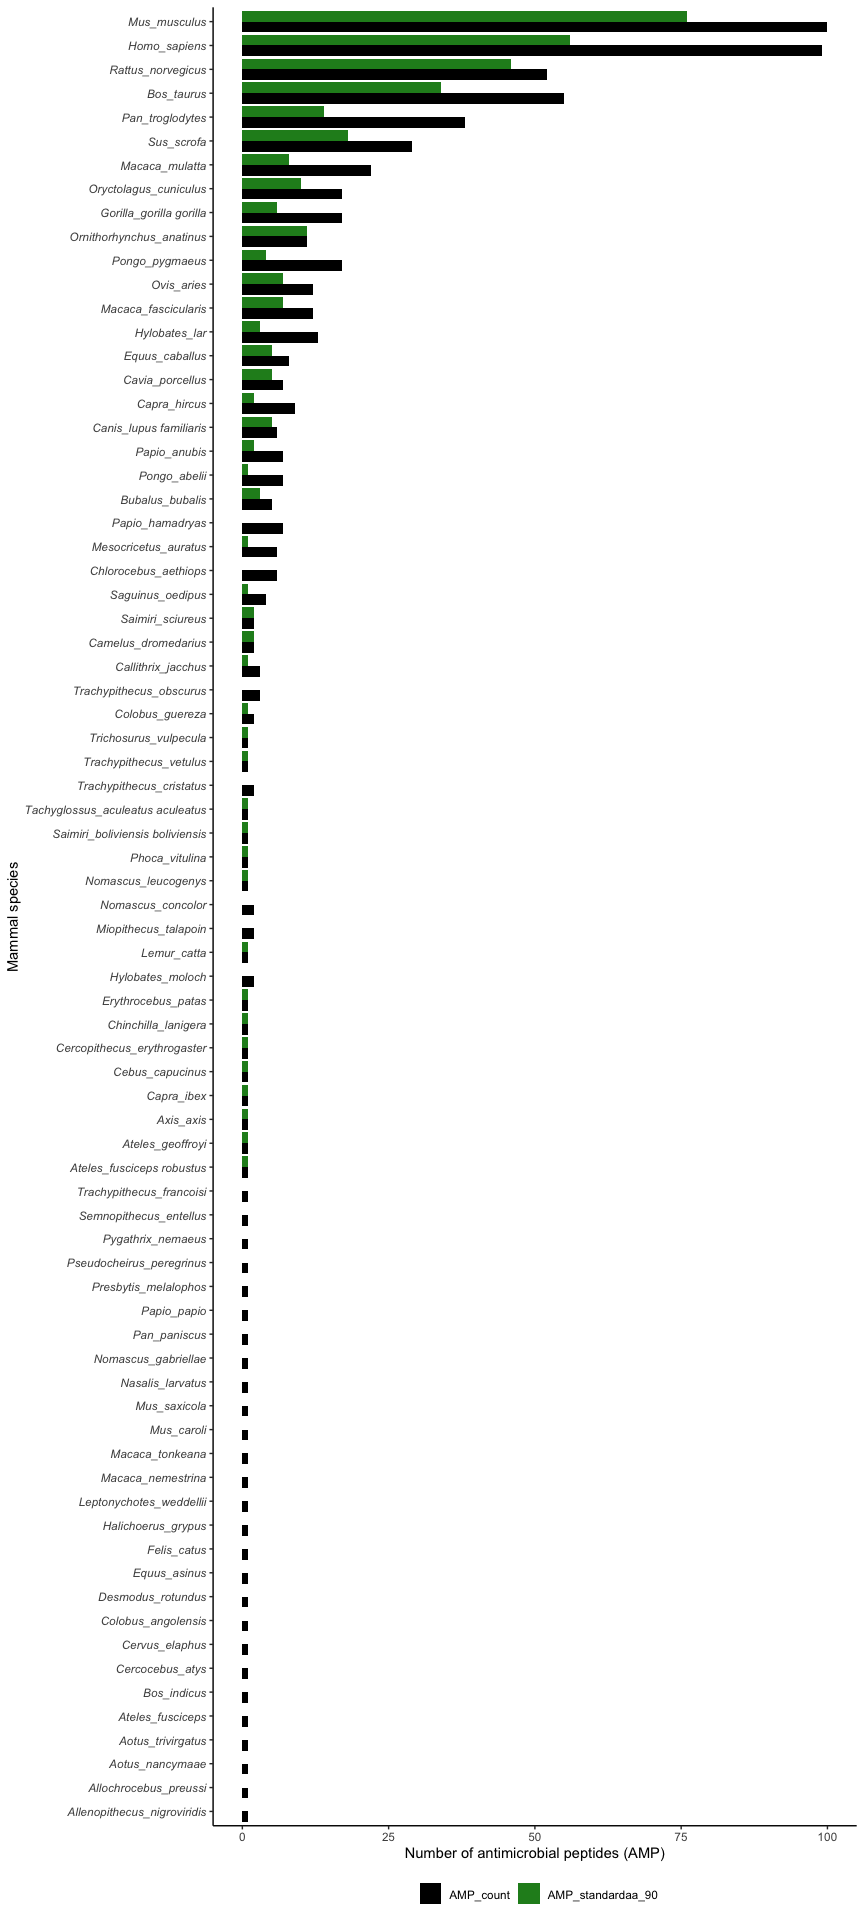 Mus_musculus
Homo_sapiens
Rattus_norvegicus
Bos_taurus
Pan_troglodytes
Sus_scrofa
Macaca_mulatta
Oryctolagus_cuniculus
Gorilla_gorilla gorilla
Ornithorhynchus_anatinus
Pongo_pygmaeus
Ovis_aries
Macaca_fascicularis
Hylobates_lar
Equus_caballus
Cavia_porcellus
Capra_hircus
Canis_lupus familiaris
Papio_anubis
Pongo_abelii
Bubalus_bubalis
Papio_hamadryas
Mesocricetus_auratus
Chlorocebus_aethiops
Saguinus_oedipus
Saimiri_sciureus
Camelus_dromedarius
Callithrix_jacchus
Trachypithecus_obscurus
Colobus_guereza
Trichosurus_vulpecula
Trachypithecus_vetulus
Trachypithecus_cristatus
Tachyglossus_aculeatus aculeatus
Saimiri_boliviensis boliviensis
Phoca_vitulina
Nomascus_leucogenys
Nomascus_concolor
Miopithecus_talapoin
Lemur_catta
Hylobates_moloch
Erythrocebus_patas
Chinchilla_lanigera
Cercopithecus_erythrogaster
Cebus_capucinus
Capra_ibex
Axis_axis
Ateles_geoffroyi
Ateles_fusciceps robustus
Trachypithecus_francoisi
Semnopithecus_entellus
Pygathrix_nemaeus
Pseudocheirus_peregrinus
Presbytis_melalophos
Papio_papio
Pan_paniscus
Nomascus_gabriellae
Nasalis_larvatus
Mus_saxicola
Mus_caroli
Macaca_tonkeana
Macaca_nemestrina
Leptonychotes_weddellii
Halichoerus_grypus
Felis_catus
Equus_asinus
Desmodus_rotundus
Colobus_angolensis
Cervus_elaphus
Cercocebus_atys
Bos_indicus
Ateles_fusciceps
Aotus_trivirgatus
Aotus_nancymaae
Allochrocebus_preussi
Allenopithecus_nigroviridis
Mammal species
0 25 50 75 100
Number of antimicrobial peptides (AMP)
AMP_count AMP_standardaa_90